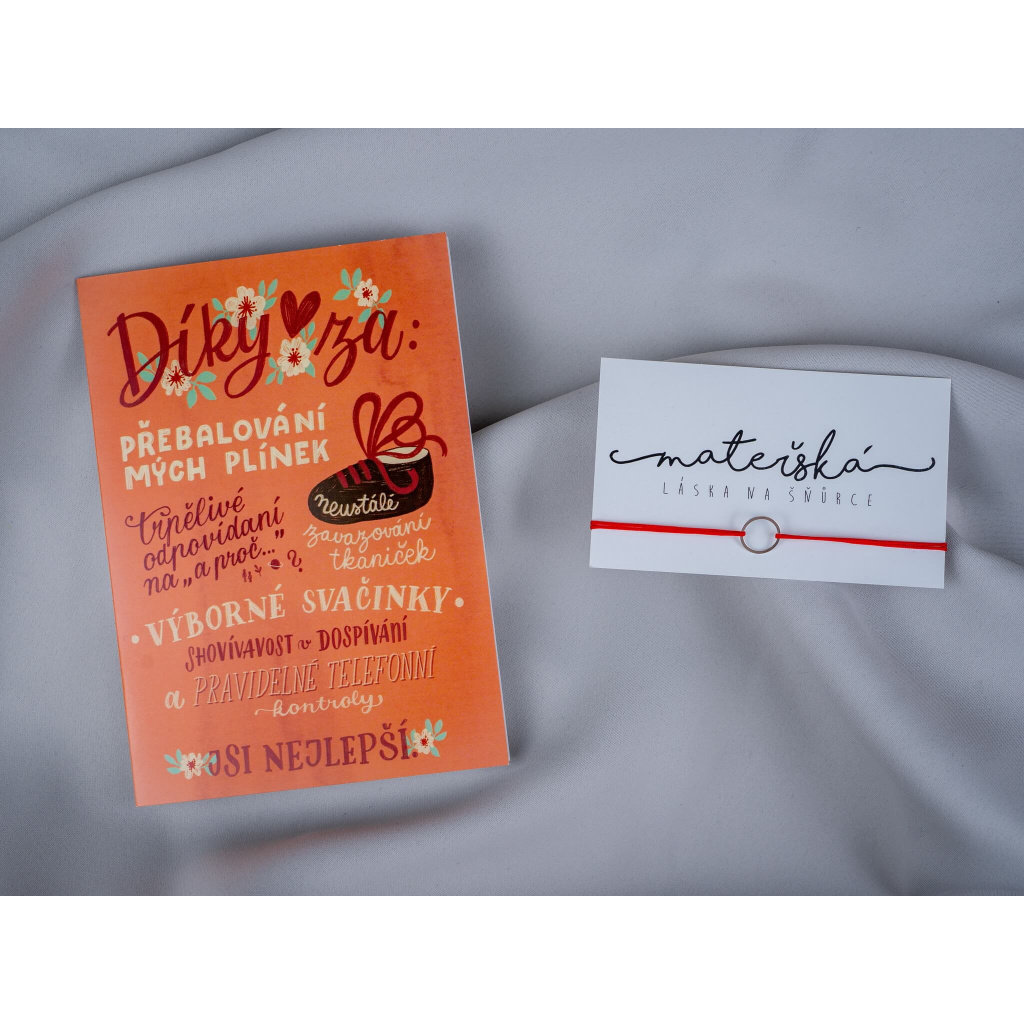 Díky za:
PŘEBALOVÁNÍ
MÝCH PLÍNEK
Trpělivé
odpovídaní
na „a proč..."
?
neustálé
zavazování
tkaniček
• VÝBORNÉ SVAČINKY •
SHOVÍVAVOST v DOSPÍVÁNÍ
a PRAVIDELNÉ TELEFONNÍ
kontroly
JSI NEJLEPŠÍ.
mateřská
LÁSKA NA ŠŇŮRCE